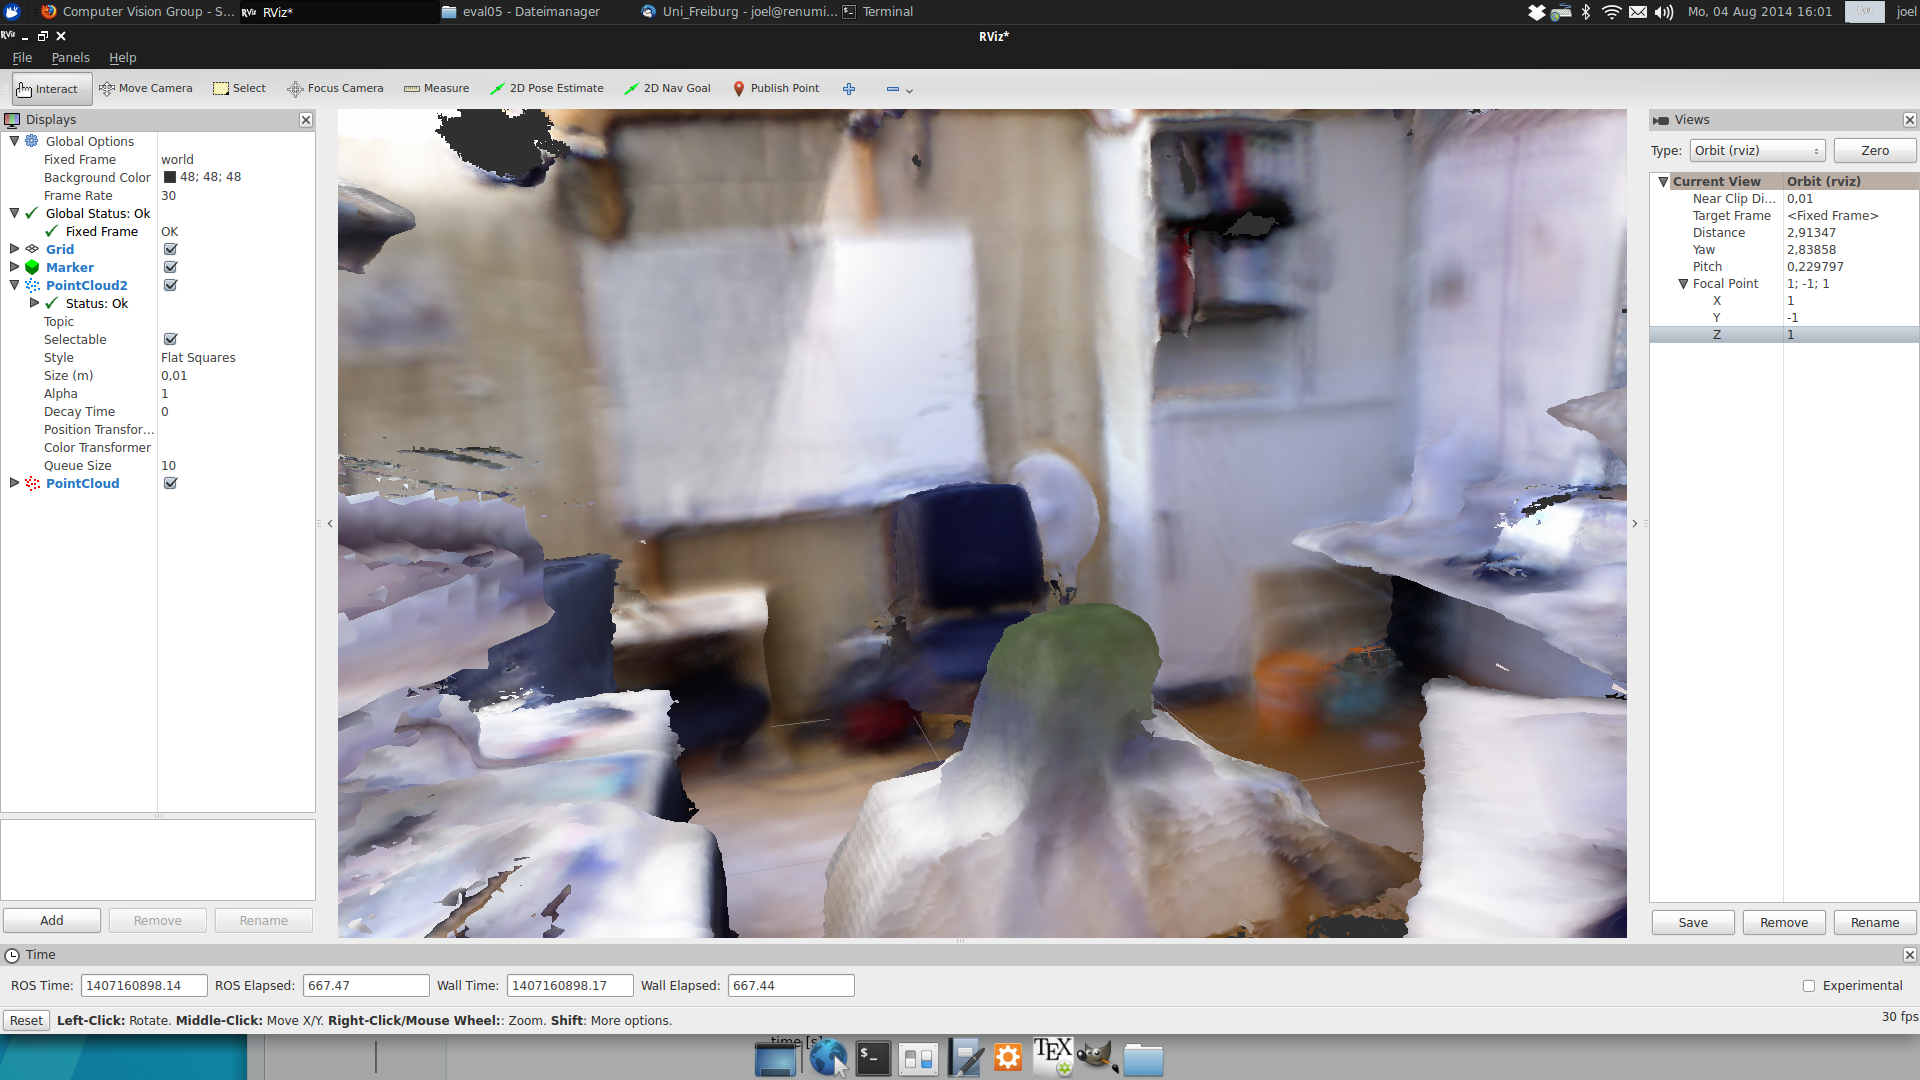 Computer Vision Group - S... RViz* eval05 - Dateimanager Uni_Freiburg - joel@renumi... Terminal Mo, 04 Aug 2014 16:01 joel
RViz*
File Panels Help
Interact Move Camera Select Focus Camera Measure 2D Pose Estimate 2D Nav Goal Publish Point
Displays
Global Options
Fixed Frame world
Background Color 48; 48; 48
Frame Rate 30
Global Status: Ok
Fixed Frame OK
Grid
Marker
PointCloud2
Status: Ok
Topic
Selectable
Style Flat Squares
Size (m) 0,01
Alpha 1
Decay Time 0
Position Transfor...
Color Transformer
Queue Size 10
PointCloud
Add Remove Rename
Views
Type: Orbit (rviz) Zero
Current View Orbit (rviz)
Near Clip Di... 0,01
Target Frame <Fixed Frame>
Distance 2,91347
Yaw 2,83858
Pitch 0,229797
Focal Point 1; -1; 1
X 1
Y -1
Z 1
Save Remove Rename
Time
ROS Time: 1407160898.14 ROS Elapsed: 667.47 Wall Time: 1407160898.17 Wall Elapsed: 667.44 Experimental
Reset Left-Click: Rotate. Middle-Click: Move X/Y. Right-Click/Mouse Wheel:: Zoom. Shift: More options. 30 fps
time [s]
TEX